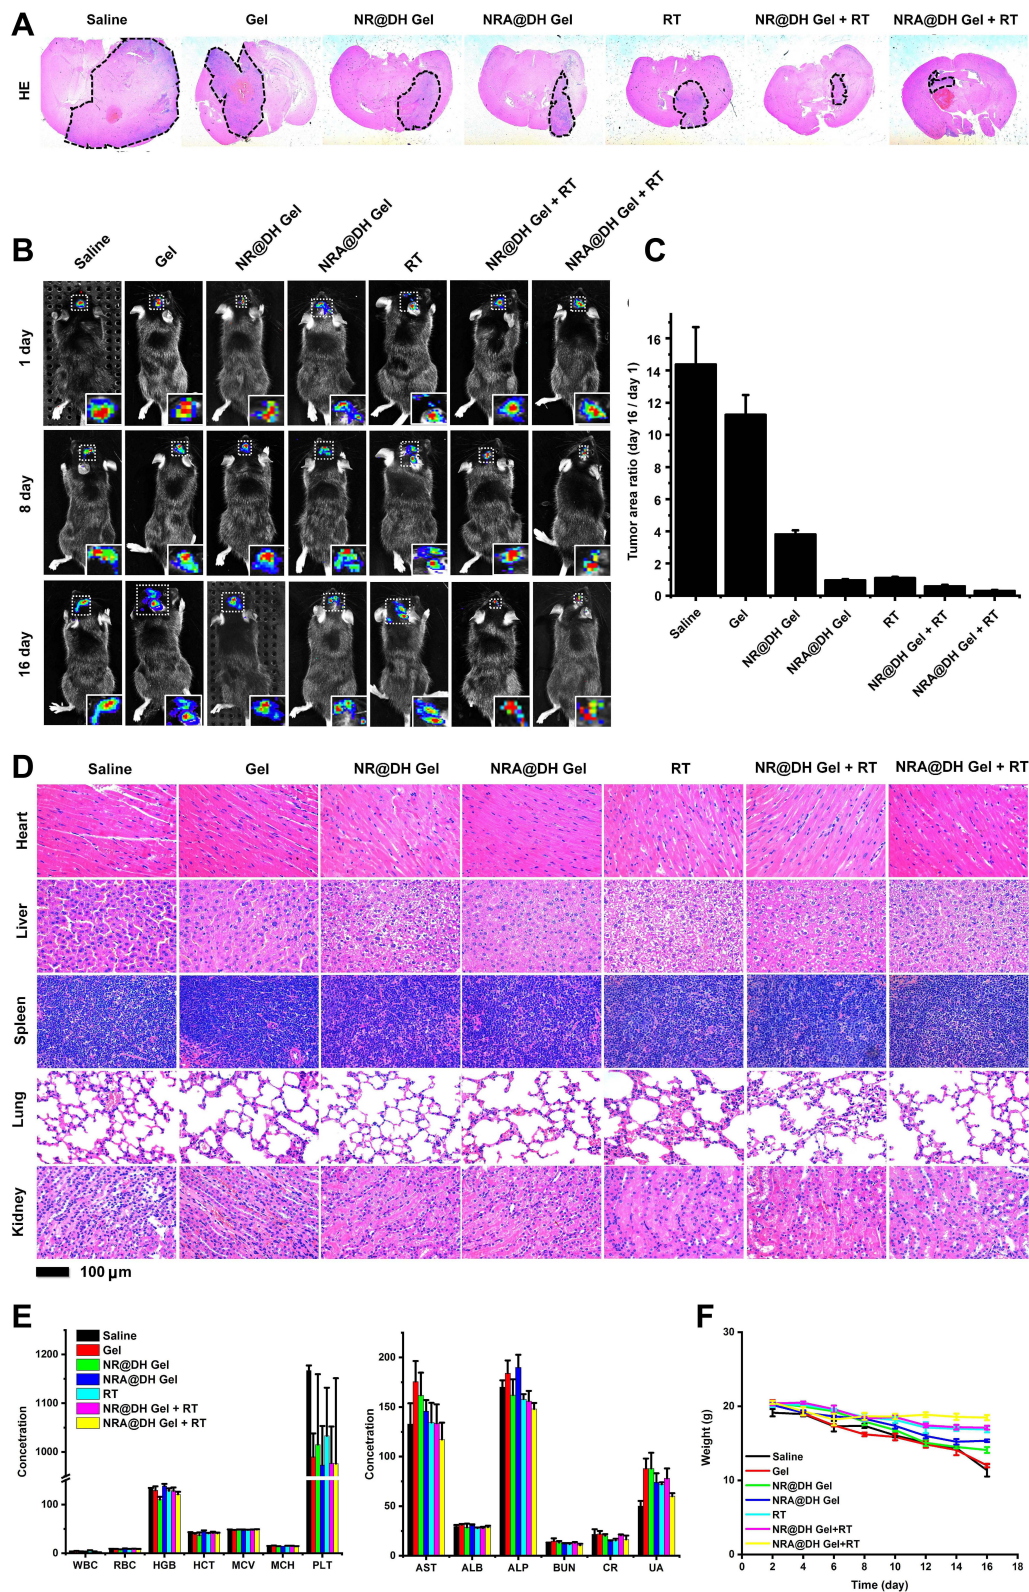 A
Saline
Gel
NR@DH Gel
NRA@DH Gel
RT
NR@DH Gel + RT
NRA@DH Gel + RT
HE
B
Saline
Gel
NR@DH Gel
NRA@DH Gel
RT
NR@DH Gel + RT
NRA@DH Gel + RT
1 day
8 day
16 day
C
Tumor area ratio (day 16 / day 1)
16
14
12
10
8
6
4
2
0
Saline
Gel
NR@DH Gel
NRA@DH Gel
RT
NR@DH Gel + RT
NRA@DH Gel + RT
D
Saline
Gel
NR@DH Gel
NRA@DH Gel
RT
NR@DH Gel + RT
NRA@DH Gel + RT
Heart
Liver
Spleen
Lung
Kidney
100 μm
E
Concentration
1200
1100
1000
100
0
Saline
Gel
NR@DH Gel
NRA@DH Gel
RT
NR@DH Gel + RT
NRA@DH Gel + RT
WBC
RBC
HGB
HCT
MCV
MCH
PLT
Concetration
200
150
100
50
0
AST
ALB
ALP
BUN
CR
UA
F
Weight (g)
30
20
10
0
Saline
Gel
NR@DH Gel
NRA@DH Gel
RT
NR@DH Gel+RT
NRA@DH Gel+RT
0
2
4
6
8
10
12
14
16
18
Time (day)